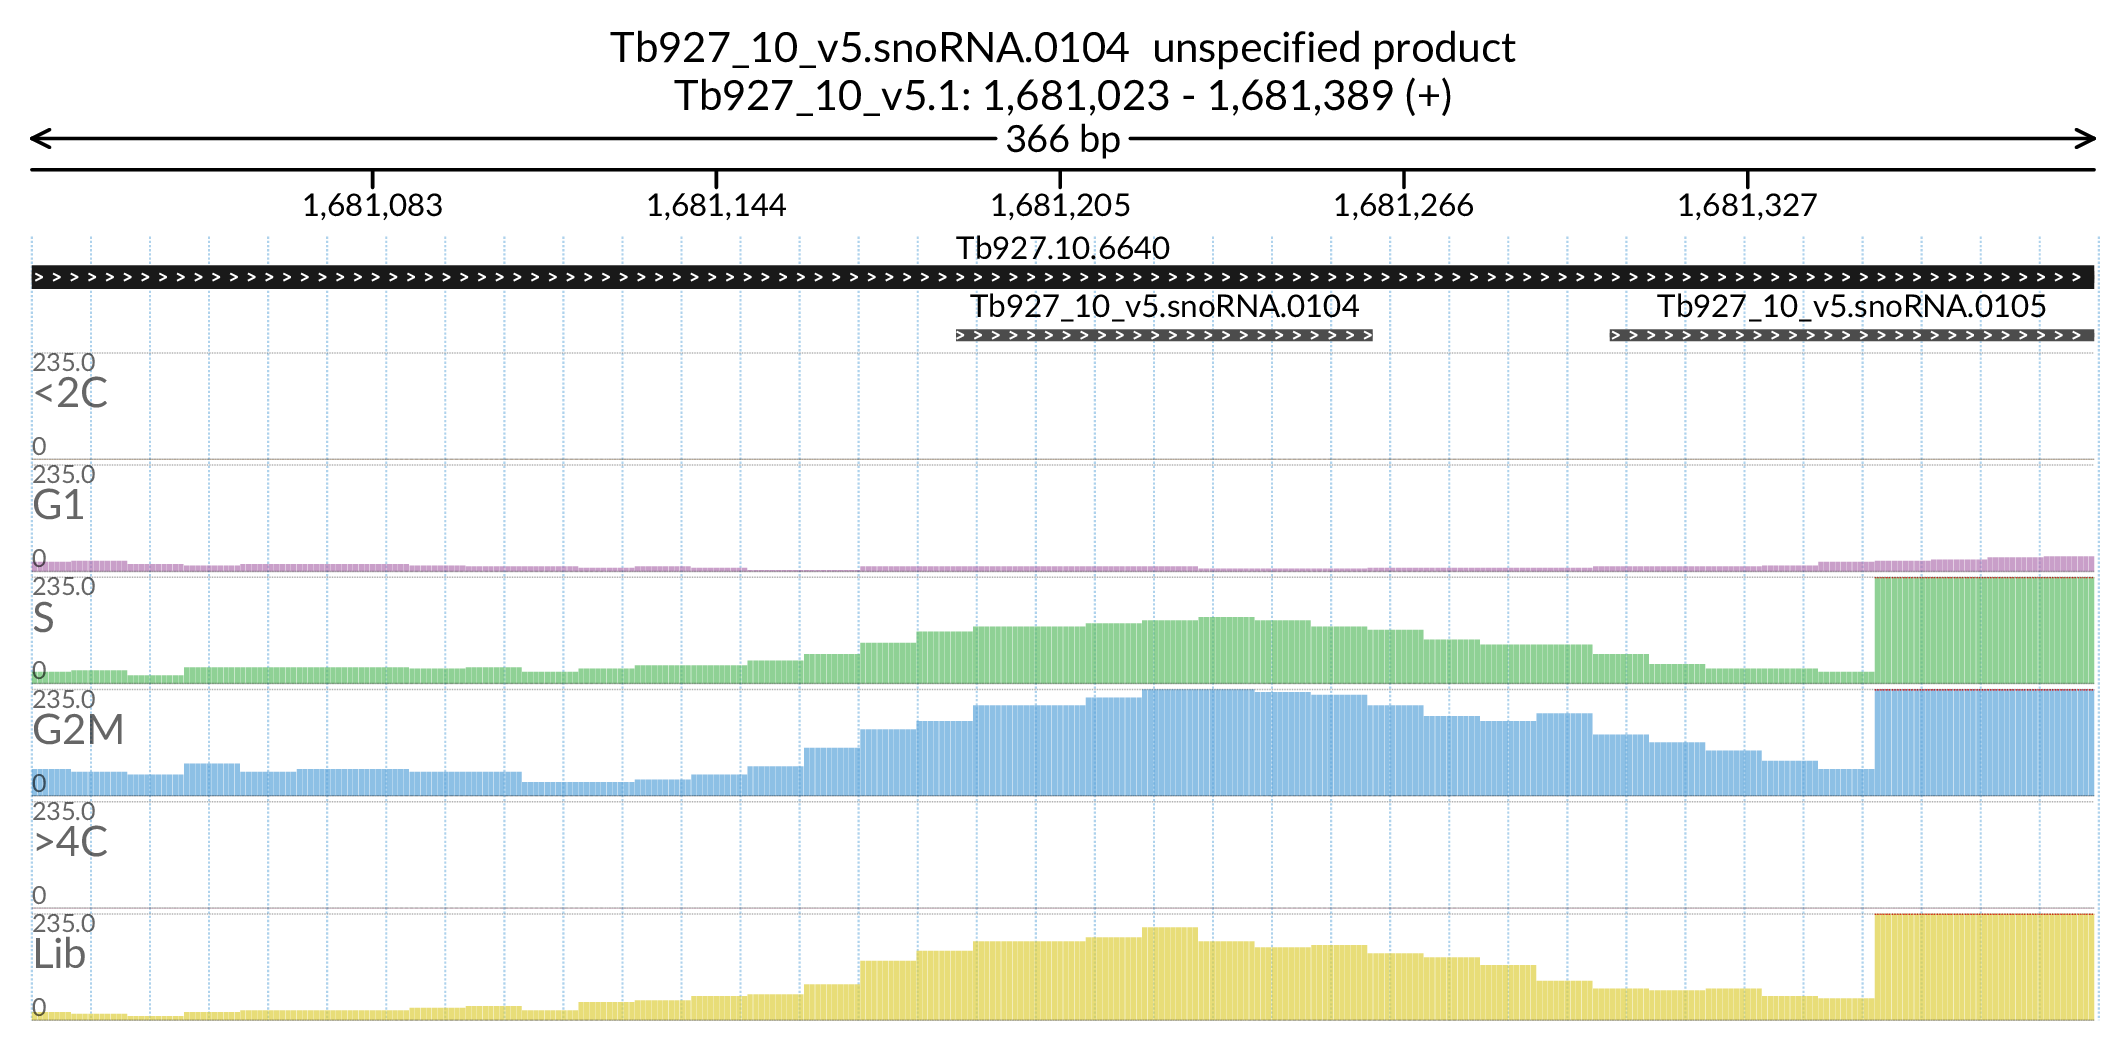 Tb927_10_v5.snoRNA.0104  unspecified product
Tb927_10_v5.1: 1,681,023 - 1,681,389 (+)
366 bp
1,681,083 1,681,144 1,681,205 1,681,266 1,681,327
Tb927.10.6640
Tb927_10_v5.snoRNA.0104 Tb927_10_v5.snoRNA.0105
235.0
<2C
0
235.0
G1
0
235.0
S
0
235.0
G2M
0
235.0
>4C
0
235.0
Lib
0